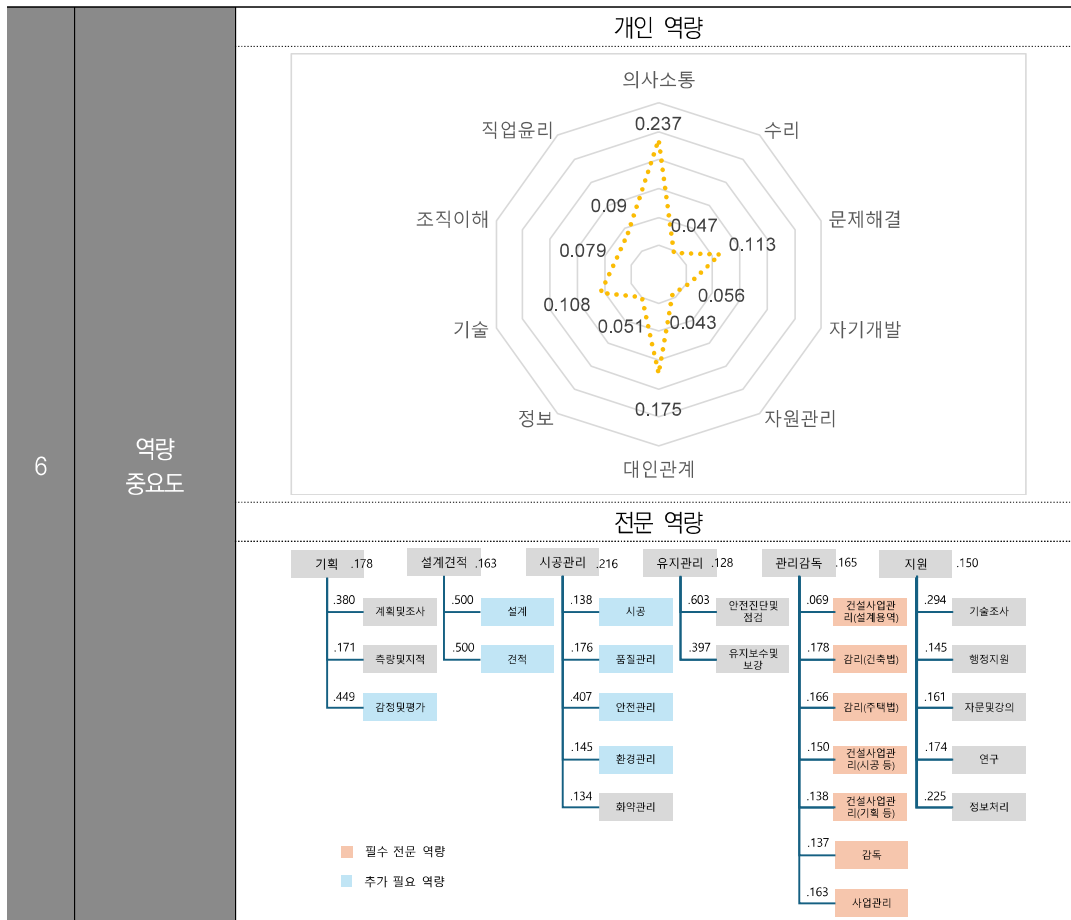 6
역량
중요도
개인 역량
의사소통
0.237
수리
0.047
문제해결
0.113
자기개발
0.056
자원관리
0.043
대인관계
0.175
정보
0.051
기술
0.108
조직이해
0.079
직업윤리
0.09
전문 역량
기획 .178
.380 계획및조사
.171 측량및지적
.449 감정및평가
설계견적 .163
.500 설계
.500 견적
시공관리 .216
.138 시공
.176 품질관리
.407 안전관리
.145 환경관리
.134 화약관리
유지관리 .128
.603 안전진단및
점검
.397 유지보수및
보강
관리감독 .165
.069 건설사업관
리(설계용역)
.178 감리(건축법)
.166 감리(주택법)
.150 건설사업관
리(시공 등)
.138 건설사업관
리(기획 등)
.137 감독
.163 사업관리
지원 .150
.294 기술조사
.145 행정지원
.161 자문및강의
.174 연구
.225 정보처리
필수 전문 역량
추가 필요 역량